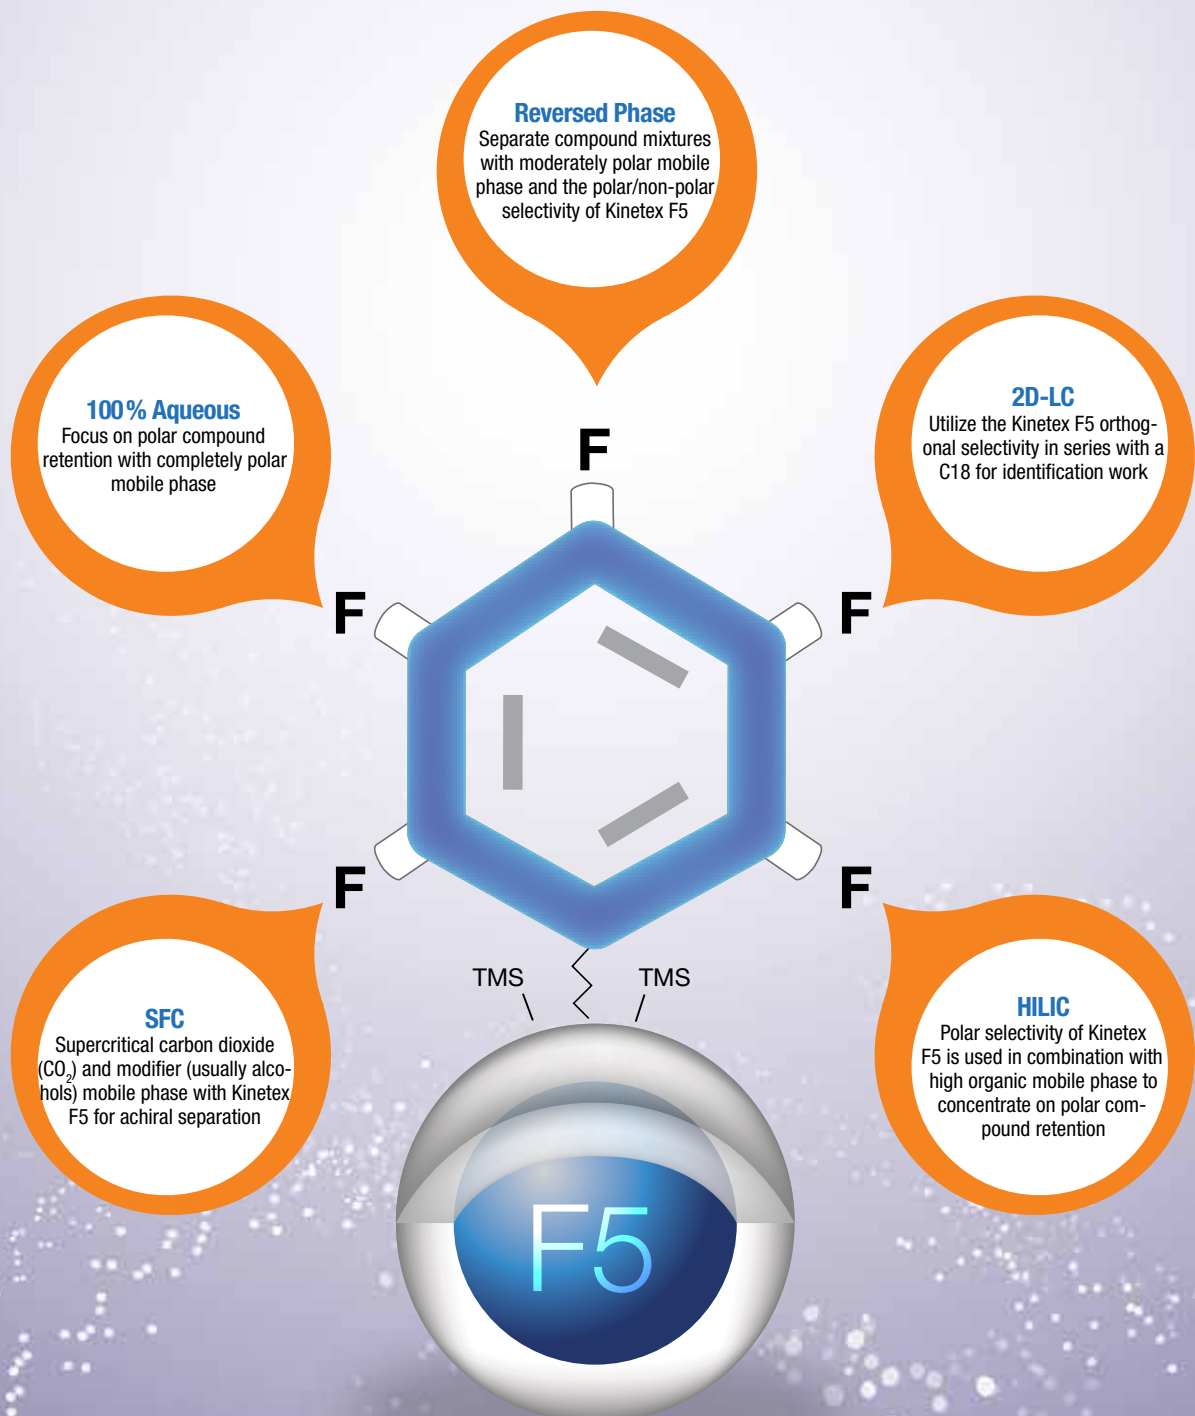 Reversed Phase
Separate compound mixtures
with moderately polar mobile
phase and the polar/non-polar
selectivity of Kinetex F5
100% Aqueous
Focus on polar compound
retention with completely polar
mobile phase
2D-LC
Utilize the Kinetex F5 orthog-
onal selectivity in series with a
C18 for identification work
F
F
F
F
F
TMS
TMS
SFC
Supercritical carbon dioxide
(CO₂) and modifier (usually alco-
hols) mobile phase with Kinetex
F5 for achiral separation
HILIC
Polar selectivity of Kinetex
F5 is used in combination with
high organic mobile phase to
concentrate on polar com-
pound retention
F5